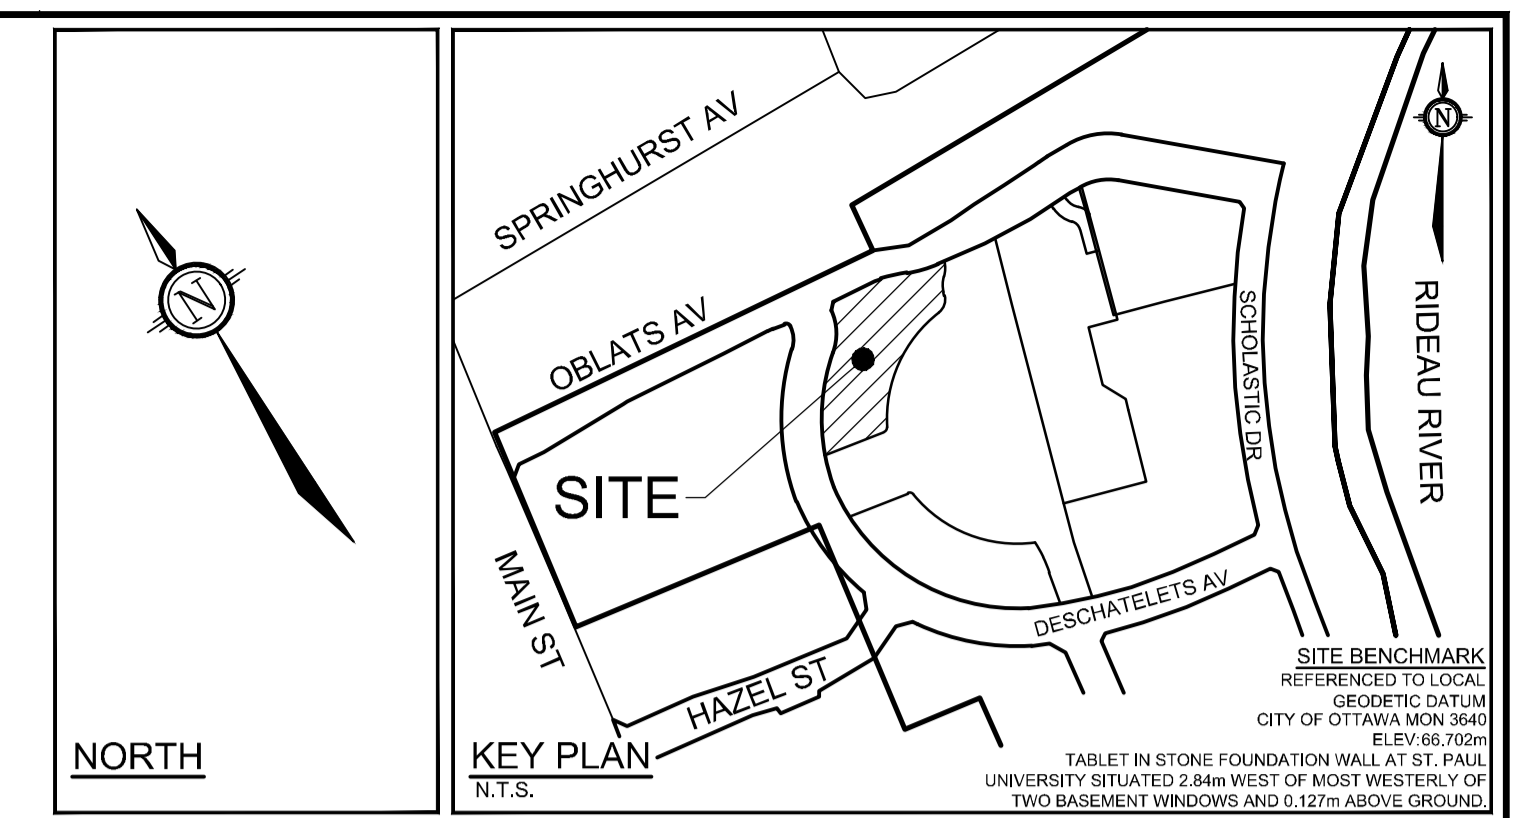 N
NORTH
SPRINGHURST AV
N
OBLATS AV
SCHOLASTIC DR
RIDEAU RIVER
SITE
MAIN ST
DESCHATELETS AV
HAZEL ST
KEY PLAN
N.T.S.
SITE BENCHMARK
REFERENCED TO LOCAL
GEODETIC DATUM
CITY OF OTTAWA MON 3640
ELEV:66.702m
TABLET IN STONE FOUNDATION WALL AT ST. PAUL
UNIVERSITY SITUATED 2.84m WEST OF MOST WESTERLY OF
TWO BASEMENT WINDOWS AND 0.127m ABOVE GROUND.